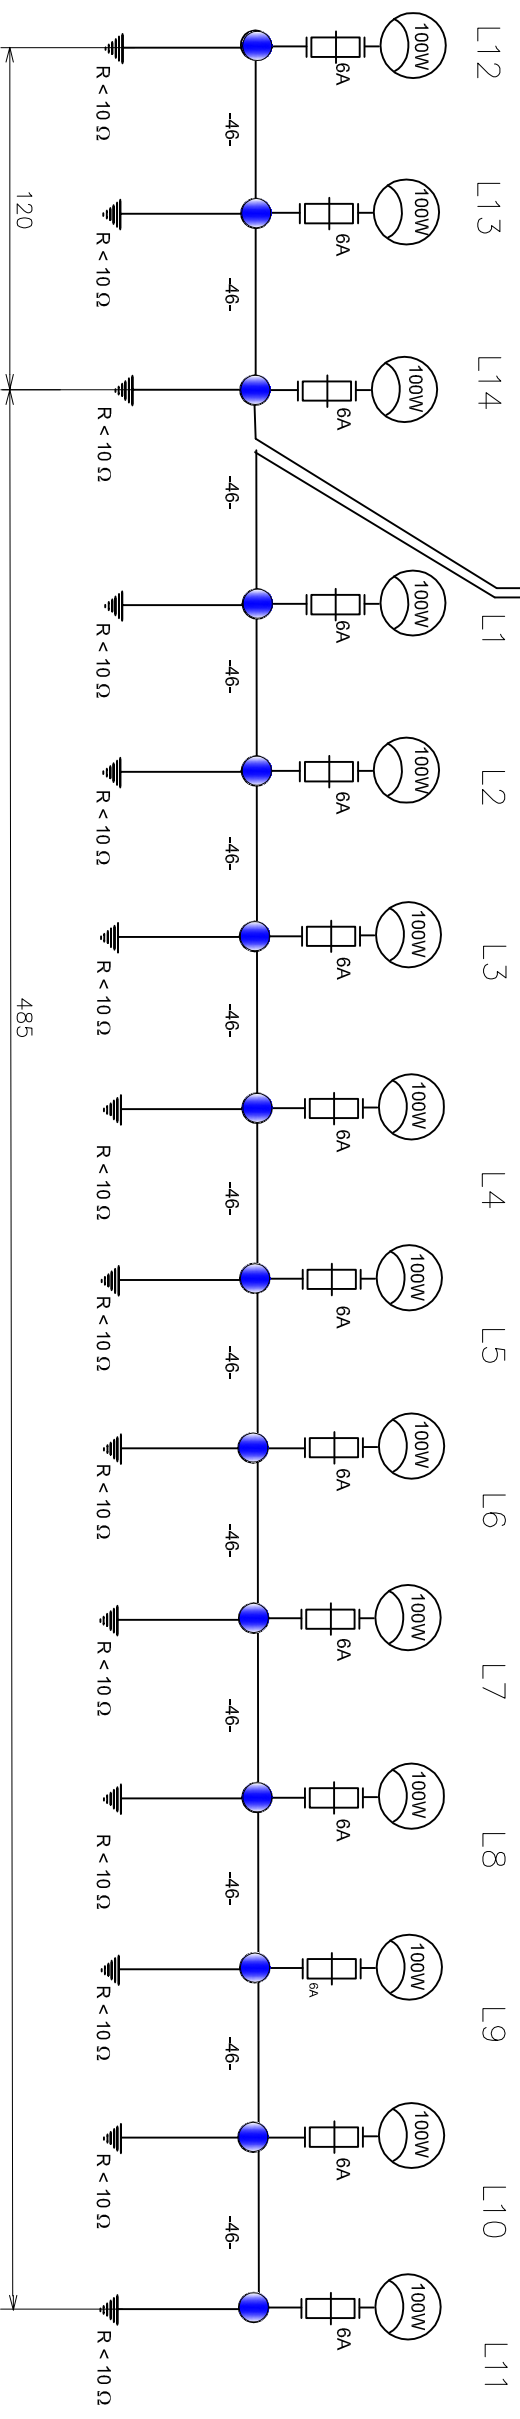 L12 L13 L14 L1 L2 L3 L4 L5 L6 L7 L8 L9 L10 L11
100W 100W 100W 100W 100W 100W 100W 100W 100W 100W 100W 100W 100W 100W
6A 6A 6A 6A 6A 6A 6A 6A 6A 6A 6A 6A 6A 6A
-46- -46- -46- -46- -46- -46- -46- -46- -46- -46- -46- -46- -46-
R < 10 Ω R < 10 Ω R < 10 Ω R < 10 Ω R < 10 Ω R < 10 Ω R < 10 Ω R < 10 Ω R < 10 Ω R < 10 Ω R < 10 Ω R < 10 Ω R < 10 Ω R < 10 Ω
120 485